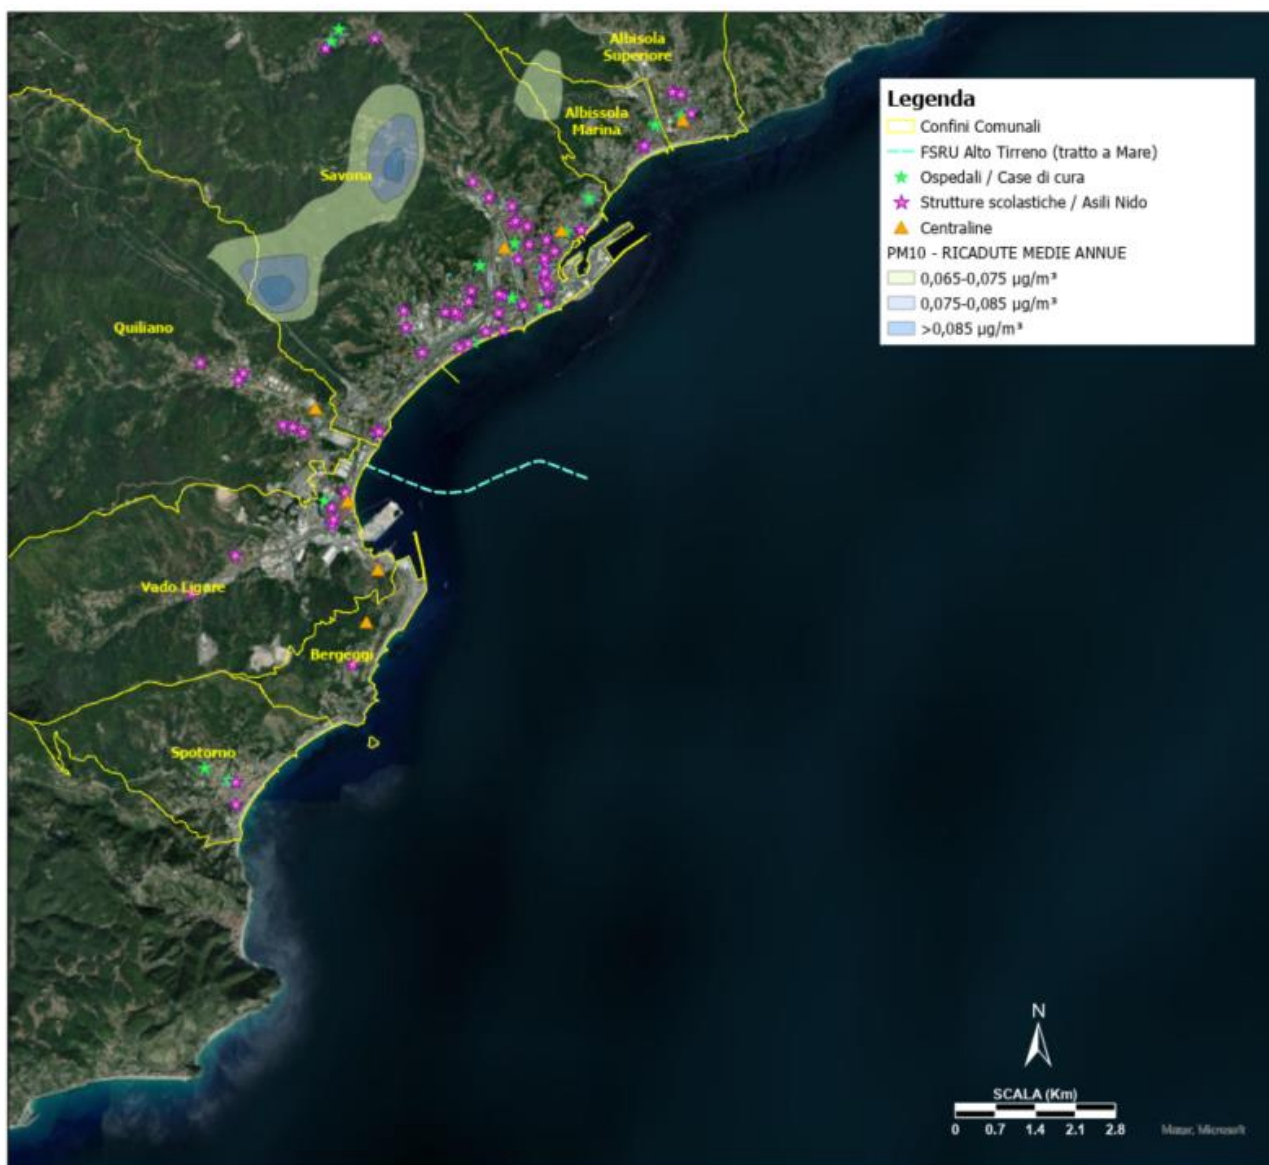 Albisola
Superiore
Albissola
Marina
Savona
Quiliano
Vado Ligure
Bergeggi
Spotorno
Legenda
Confini Comunali
FSRU Alto Tirreno (tratto a Mare)
Ospedali / Case di cura
Strutture scolastiche / Asili Nido
Centraline
PM10 - RICADUTE MEDIE ANNUE
0,065-0,075 µg/m³
0,075-0,085 µg/m³
>0,085 µg/m³
N
SCALA (Km)
0 0.7 1.4 2.1 2.8
Maxar, Microsoft